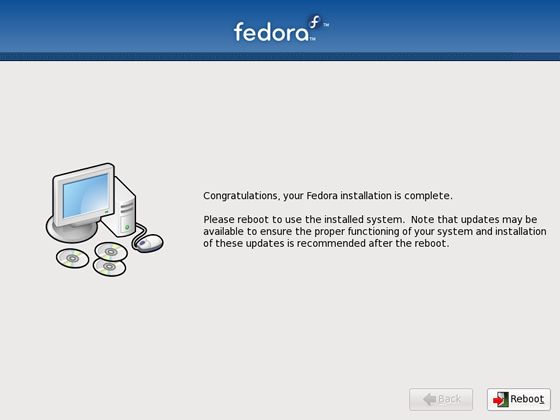 fedora™
Congratulations, your Fedora installation is complete.
Please reboot to use the installed system.  Note that updates may be
available to ensure the proper functioning of your system and installation
of these updates is recommended after the reboot.
Back
Reboot